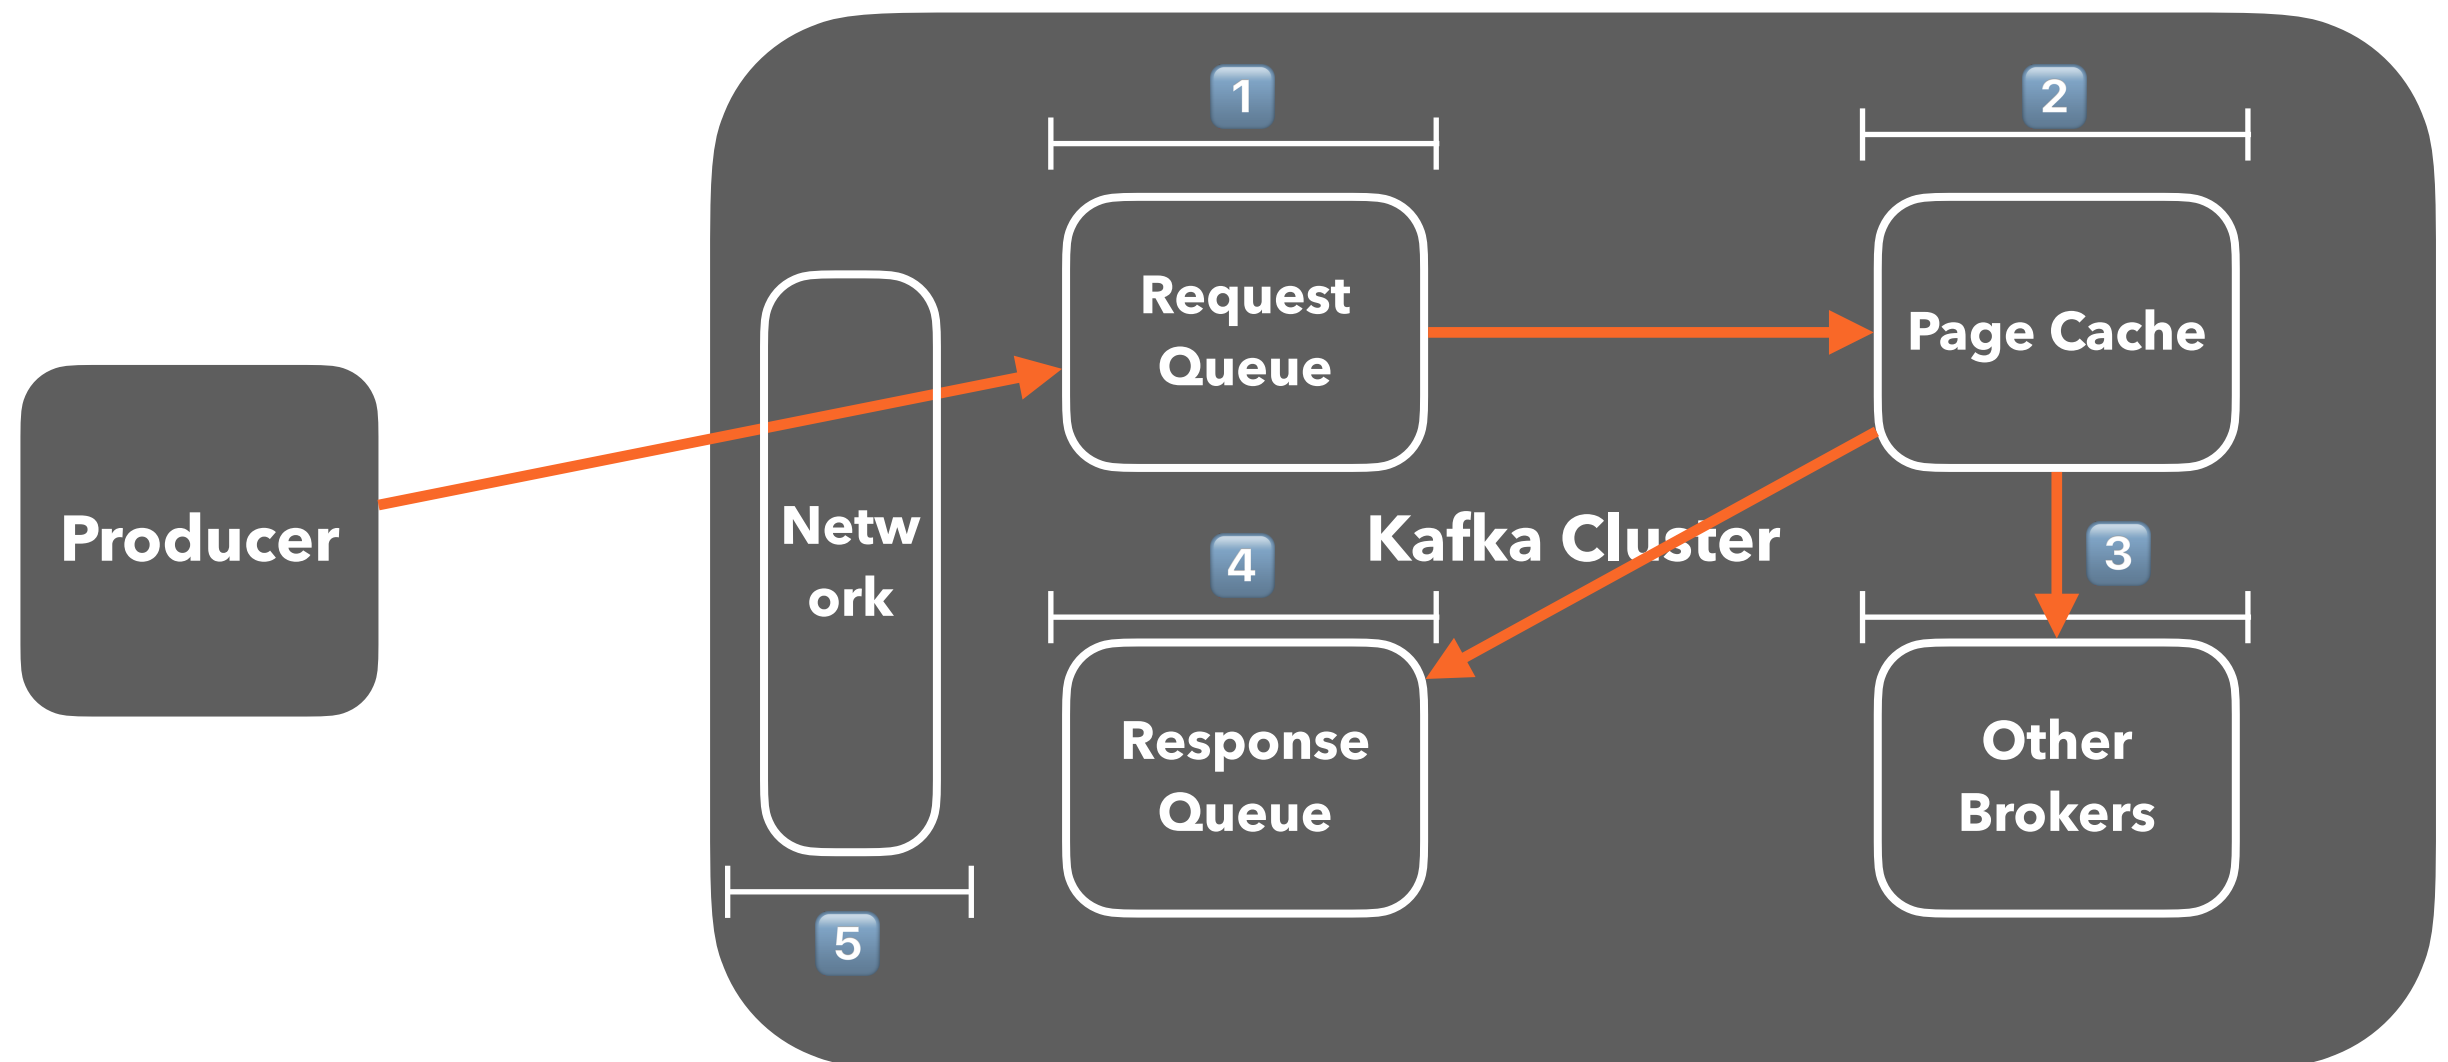 1
2
Request
Queue
Page Cache
Producer
Netw
ork
Kafka Cluster
4
3
Response
Queue
Other
Brokers
5